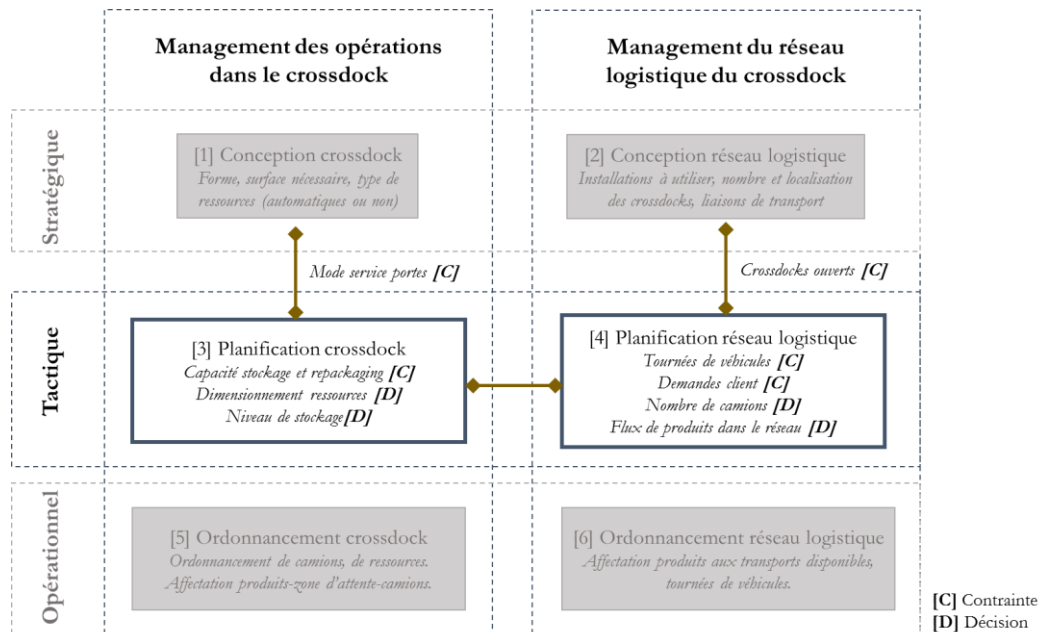 Management des opérations
dans le crossdock
Management du réseau
logistique du crossdock
Stratégique
[1] Conception crossdock
Forme, surface nécessaire, type de
ressources (automatiques ou non)
[2] Conception réseau logistique
Installations à utiliser, nombre et localisation
des crossdocks, liaisons de transport
Mode service portes [C]
Crossdocks ouverts [C]
Tactique
[3] Planification crossdock
Capacité stockage et repackaging [C]
Dimensionnement ressources [D]
Niveau de stockage[D]
[4] Planification réseau logistique
Tournées de véhicules [C]
Demandes client [C]
Nombre de camions [D]
Flux de produits dans le réseau [D]
Opérationnel
[5] Ordonnancement crossdock
Ordonnancement de camions, de ressources.
Affectation produits-zone d'attente-camions.
[6] Ordonnancement réseau logistique
Affectation produits aux transports disponibles,
tournées de véhicules.
[C] Contrainte
[D] Décision